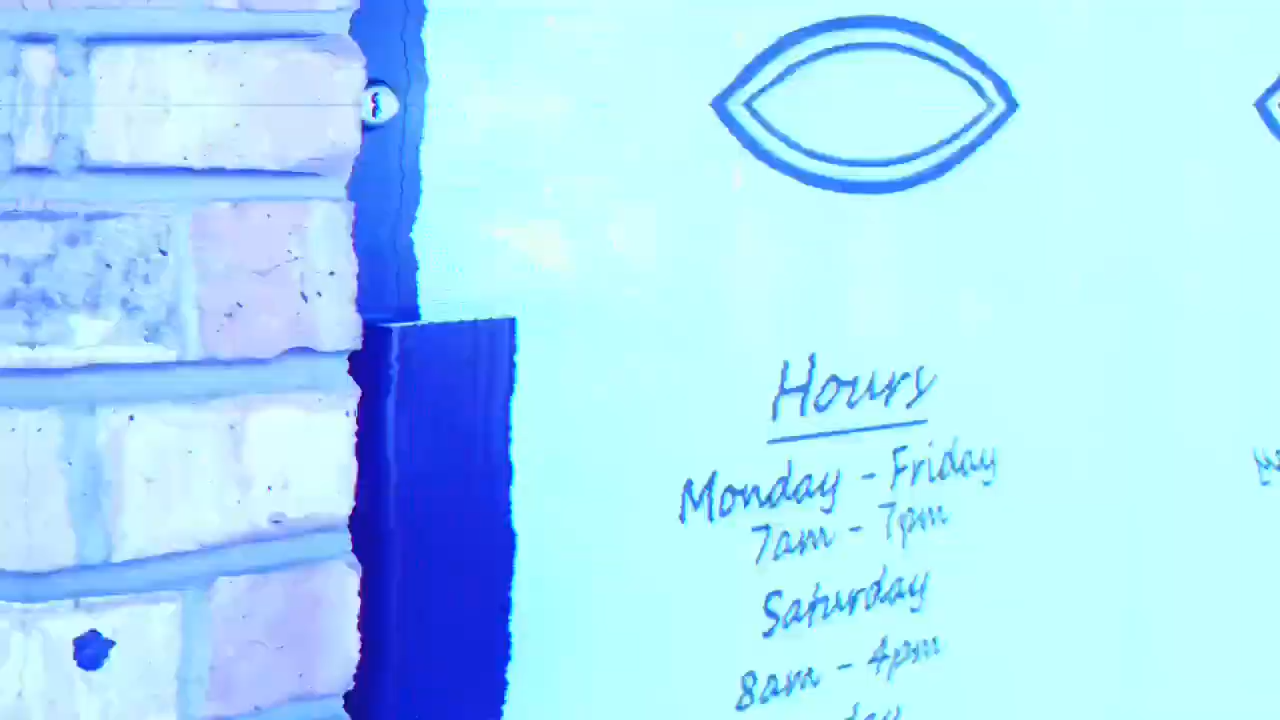 Hours
Monday - Friday
7am - 7pm
Saturday
8am - 4pm